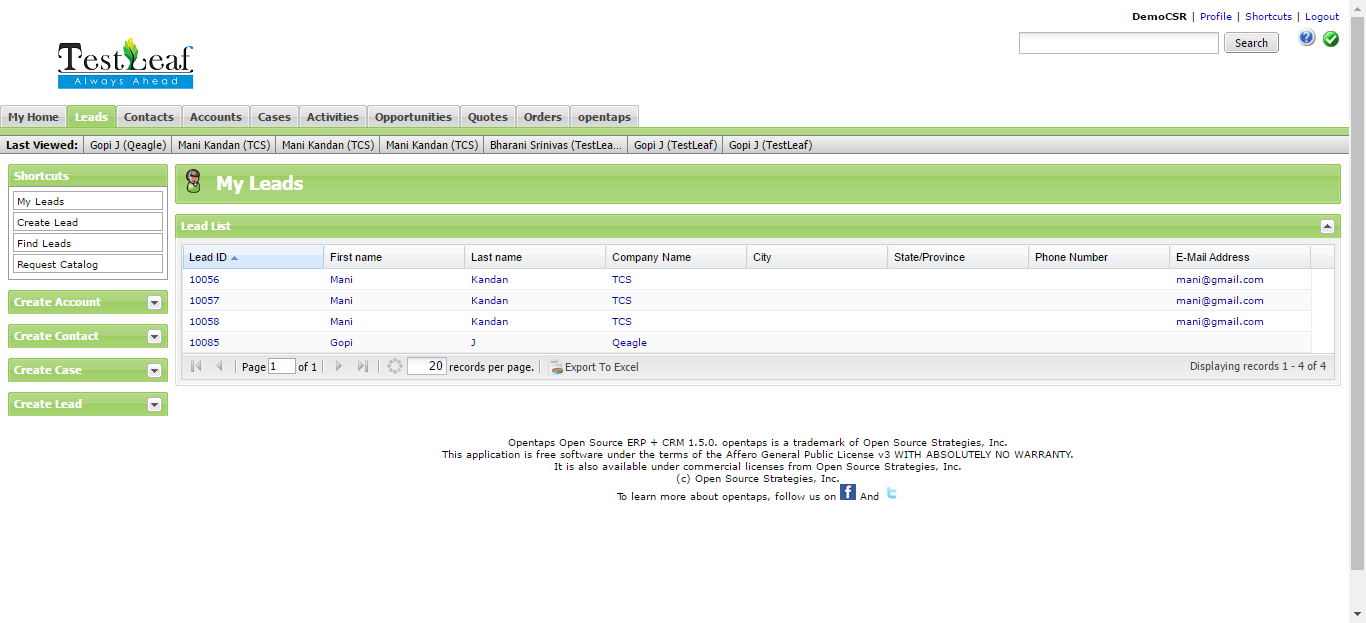 DemoCSR | Profile | Shortcuts | Logout
TestLeaf
Always Ahead
Search
My Home Leads Contacts Accounts Cases Activities Opportunities Quotes Orders opentaps
Last Viewed: Gopi J (Qeagle) Mani Kandan (TCS) Mani Kandan (TCS) Mani Kandan (TCS) Bharani Srinivas (TestLea... Gopi J (TestLeaf) Gopi J (TestLeaf)
Shortcuts
My Leads
Create Lead
Find Leads
Request Catalog
Create Account
Create Contact
Create Case
Create Lead
My Leads
Lead List
Lead ID First name Last name Company Name City State/Province Phone Number E-Mail Address
10056 Mani Kandan TCS mani@gmail.com
10057 Mani Kandan TCS mani@gmail.com
10058 Mani Kandan TCS mani@gmail.com
10085 Gopi J Qeagle
Page 1 of 1 20 records per page. Export To Excel Displaying records 1 - 4 of 4
Opentaps Open Source ERP + CRM 1.5.0. opentaps is a trademark of Open Source Strategies, Inc.
This application is free software under the terms of the Affero General Public License v3 WITH ABSOLUTELY NO WARRANTY.
It is also available under commercial licenses from Open Source Strategies, Inc.
(c) Open Source Strategies, Inc.
To learn more about opentaps, follow us on f And t